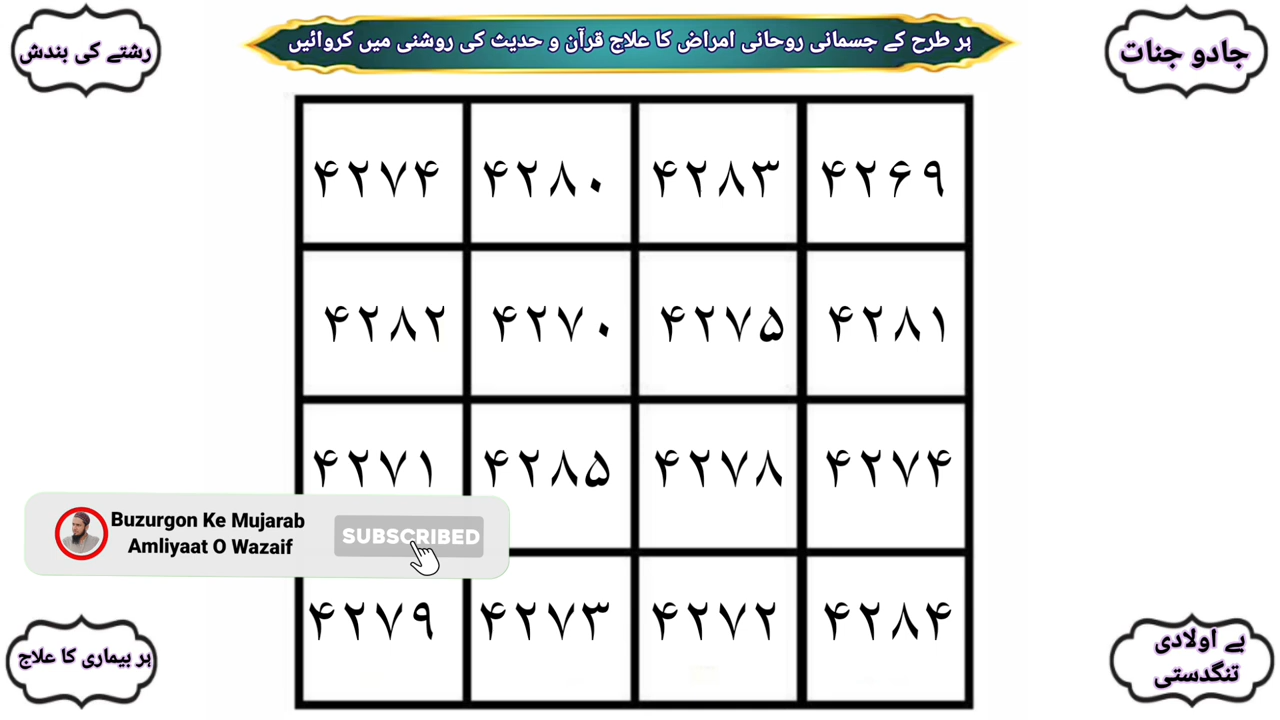 رشتے کی بندش
ہر طرح کے جسمانی روحانی امراض کا علاج قرآن و حدیث کی روشنی میں کروائیں
جادو جنات
۴۲۷۴ ۴۲۸۰ ۴۲۸۳ ۴۲۶۹
۴۲۸۲ ۴۲۷۰ ۴۲۷۵ ۴۲۸۱
۴۲۷۱ ۴۲۸۵ ۴۲۷۸ ۴۲۷۴
Buzurgon Ke Mujarab
Amliyaat O Wazaif
SUBSCRIBED
۴۲۷۹ ۴۲۷۳ ۴۲۷۲ ۴۲۸۴
ہر بیماری کا علاج
بے اولادی
تنگدستی